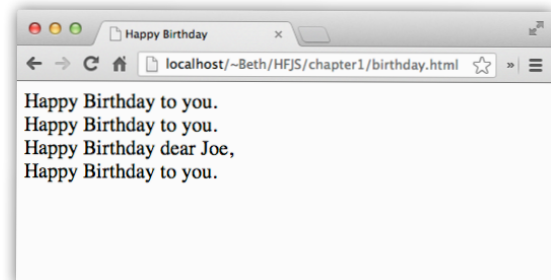 Happy Birthday
localhost/~Beth/HFJS/chapter1/birthday.html
Happy Birthday to you.
Happy Birthday to you.
Happy Birthday dear Joe,
Happy Birthday to you.